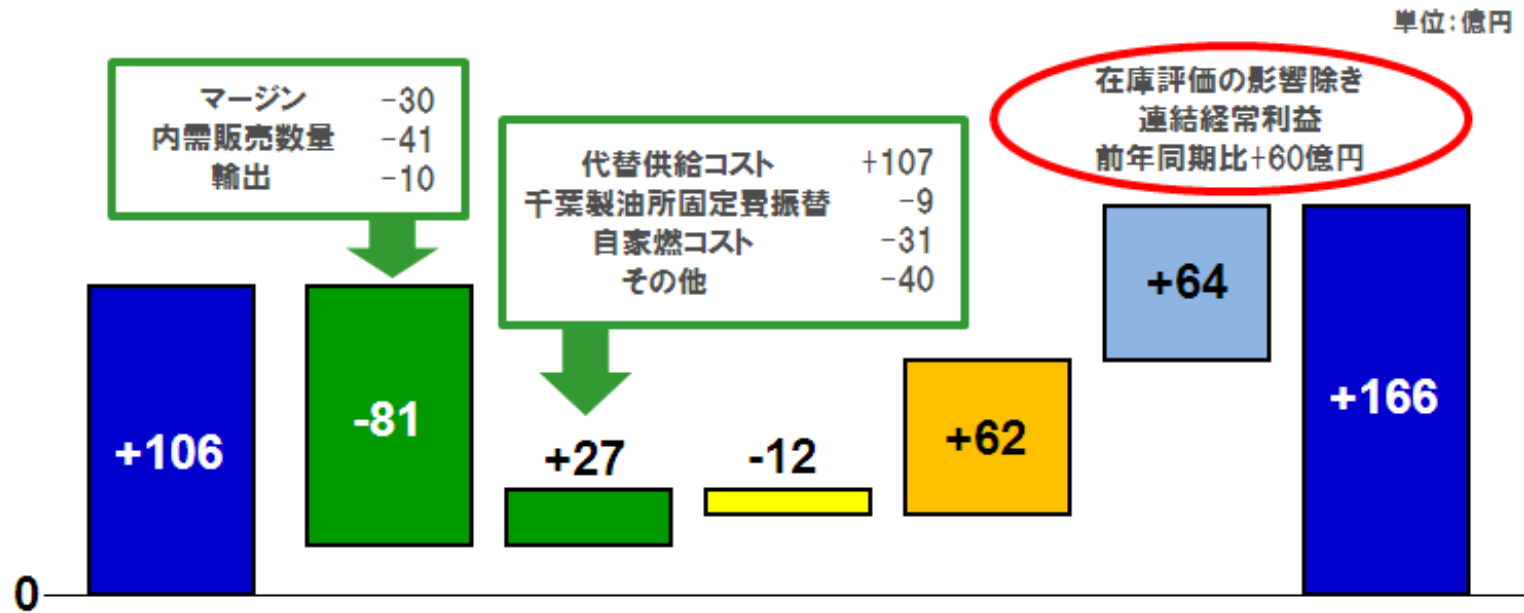 単位：億円
マージン -30
内需販売数量 -41
輸出 -10
代替供給コスト +107
千葉製油所固定費振替 -9
自家燃コスト -31
その他 -40
在庫評価の影響除き
連結経常利益
前年同期比+60億円
+106
-81
+27
-12
+62
+64
+166
0